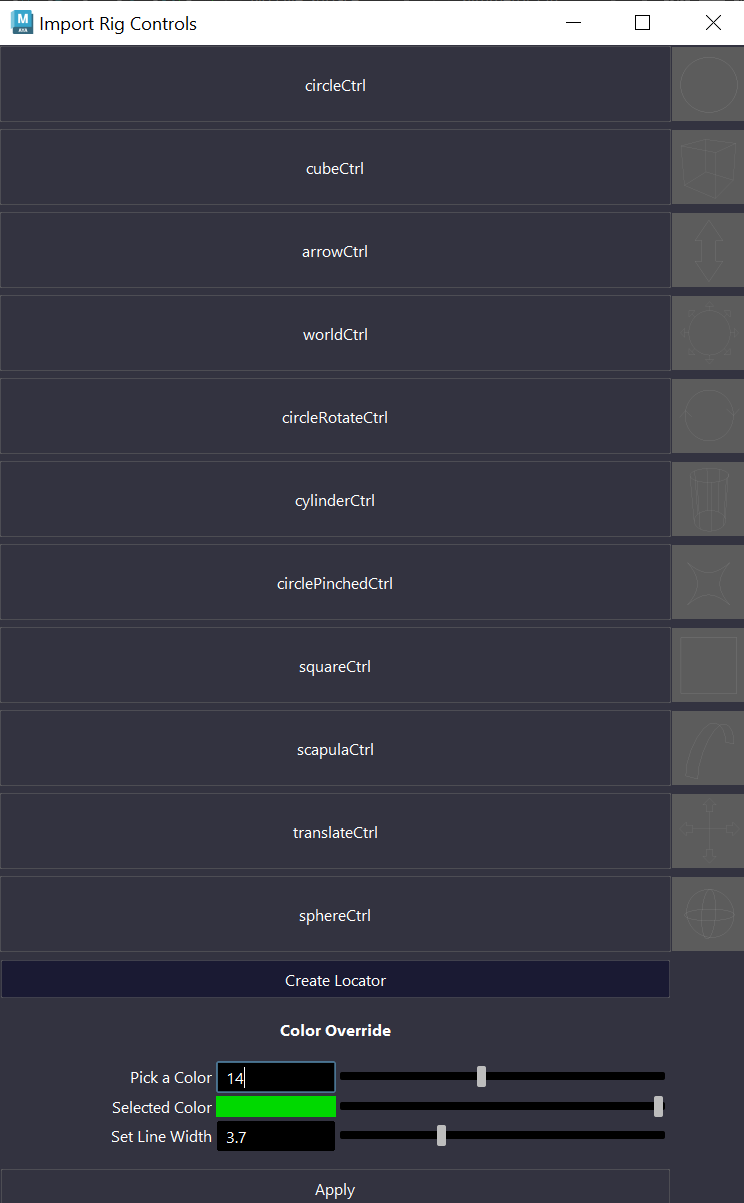 M
AYA
Import Rig Controls
circleCtrl
cubeCtrl
arrowCtrl
worldCtrl
circleRotateCtrl
cylinderCtrl
circlePinchedCtrl
squareCtrl
scapulaCtrl
translateCtrl
sphereCtrl
Create Locator
Color Override
Pick a Color 14
Selected Color
Set Line Width 3.7
Apply